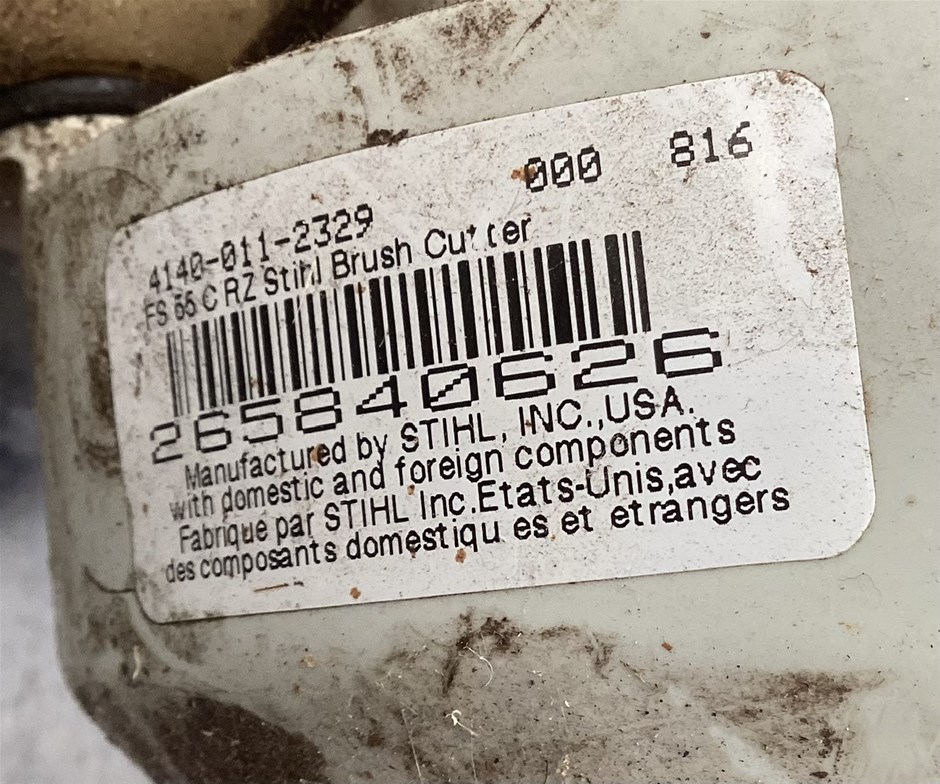 000 816
4140-011-2329
FS 55 C RZ Stihl Brush Cutter
265840626
Manufactured by STIHL, INC.,USA.
with domestic and foreign components
Fabrique par STIHL Inc.Etats-Unis,avec
des composants domestiqu es et etrangers